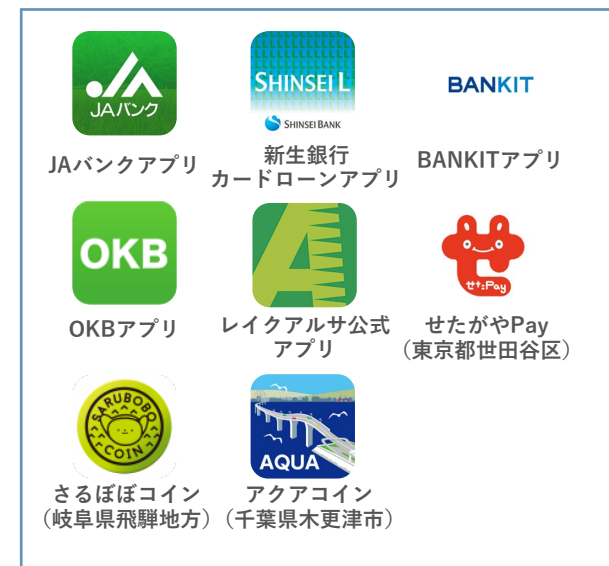 JAバンク
JAバンクアプリ
SHINSEI L
SHINSEI BANK
新生銀行
カードローンアプリ
BANKIT
BANKITアプリ
OKB
OKBアプリ
A
レイクアルサ公式
アプリ
せたPay
せたがやPay
（東京都世田谷区）
SARUBOBO
COIN
さるぼぼコイン
（岐阜県飛騨地方）
AQUA
アクアコイン
（千葉県木更津市）